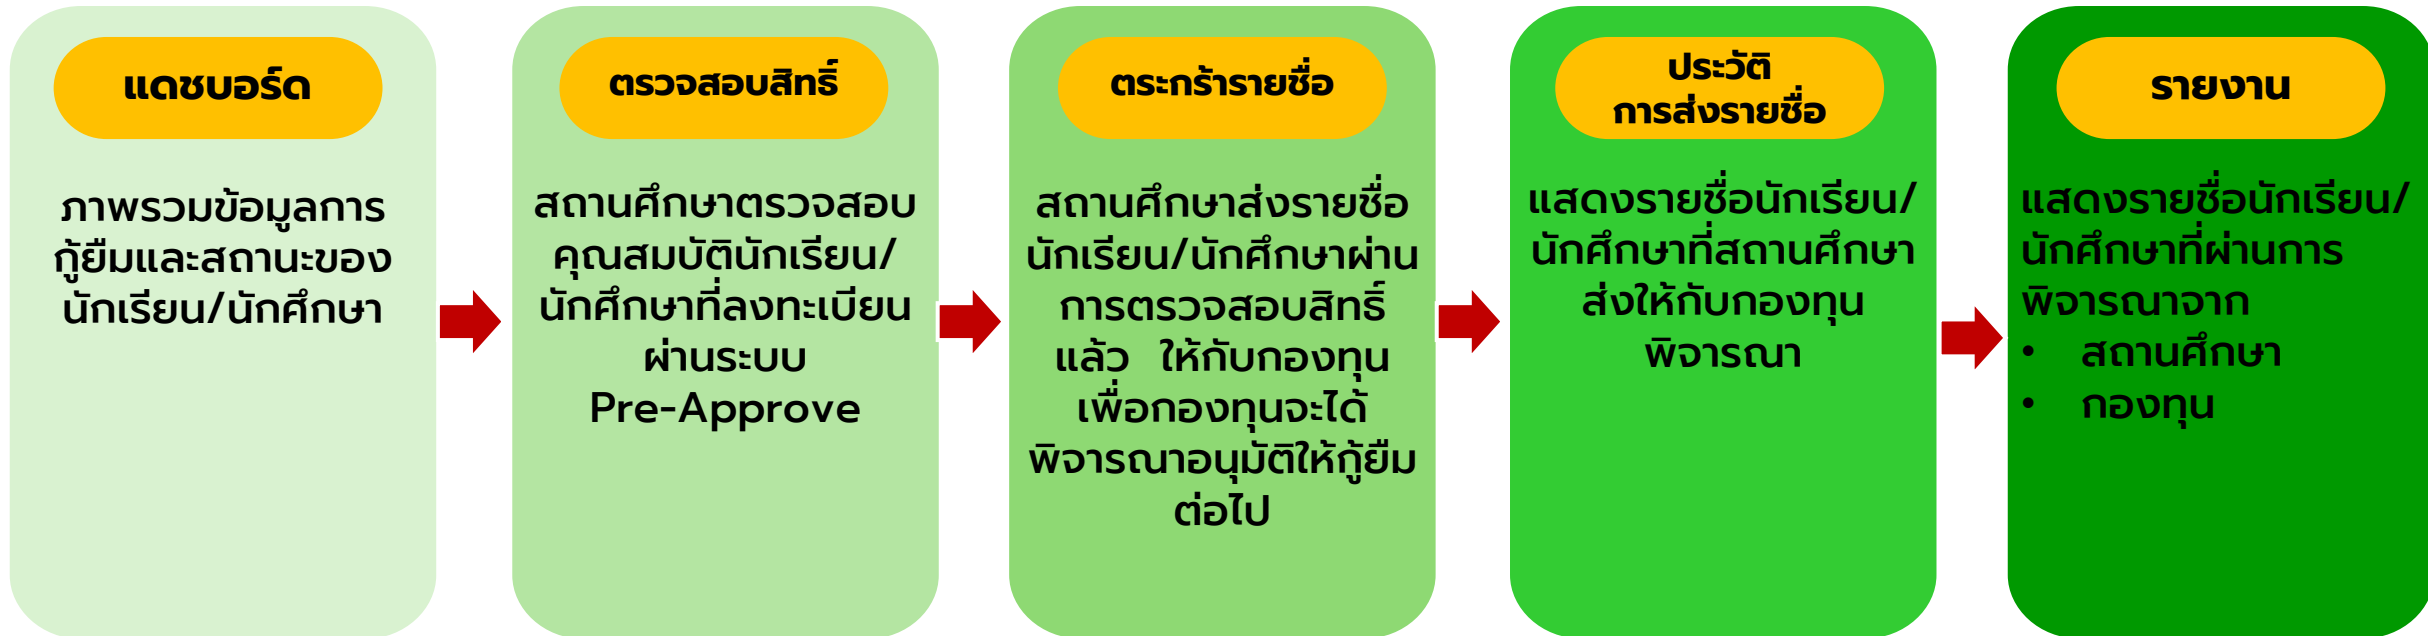 แดชบอร์ด
ภาพรวมข้อมูลการ
กู้ยืมและสถานะของ
นักเรียน/นักศึกษา
ตรวจสอบสิทธิ์
สถานศึกษาตรวจสอบ
คุณสมบัตินักเรียน/
นักศึกษาที่ลงทะเบียน
ผ่านระบบ
Pre-Approve
ตระกร้ารายชื่อ
สถานศึกษาส่งรายชื่อ
นักเรียน/นักศึกษาผ่าน
การตรวจสอบสิทธิ์
แล้ว ให้กับกองทุน
เพื่อกองทุนจะได้
พิจารณาอนุมัติให้กู้ยืม
ต่อไป
ประวัติ
การส่งรายชื่อ
แสดงรายชื่อนักเรียน/
นักศึกษาที่สถานศึกษา
ส่งให้กับกองทุน
พิจารณา
รายงาน
แสดงรายชื่อนักเรียน/
นักศึกษาที่ผ่านการ
พิจารณาจาก
• สถานศึกษา
• กองทุน